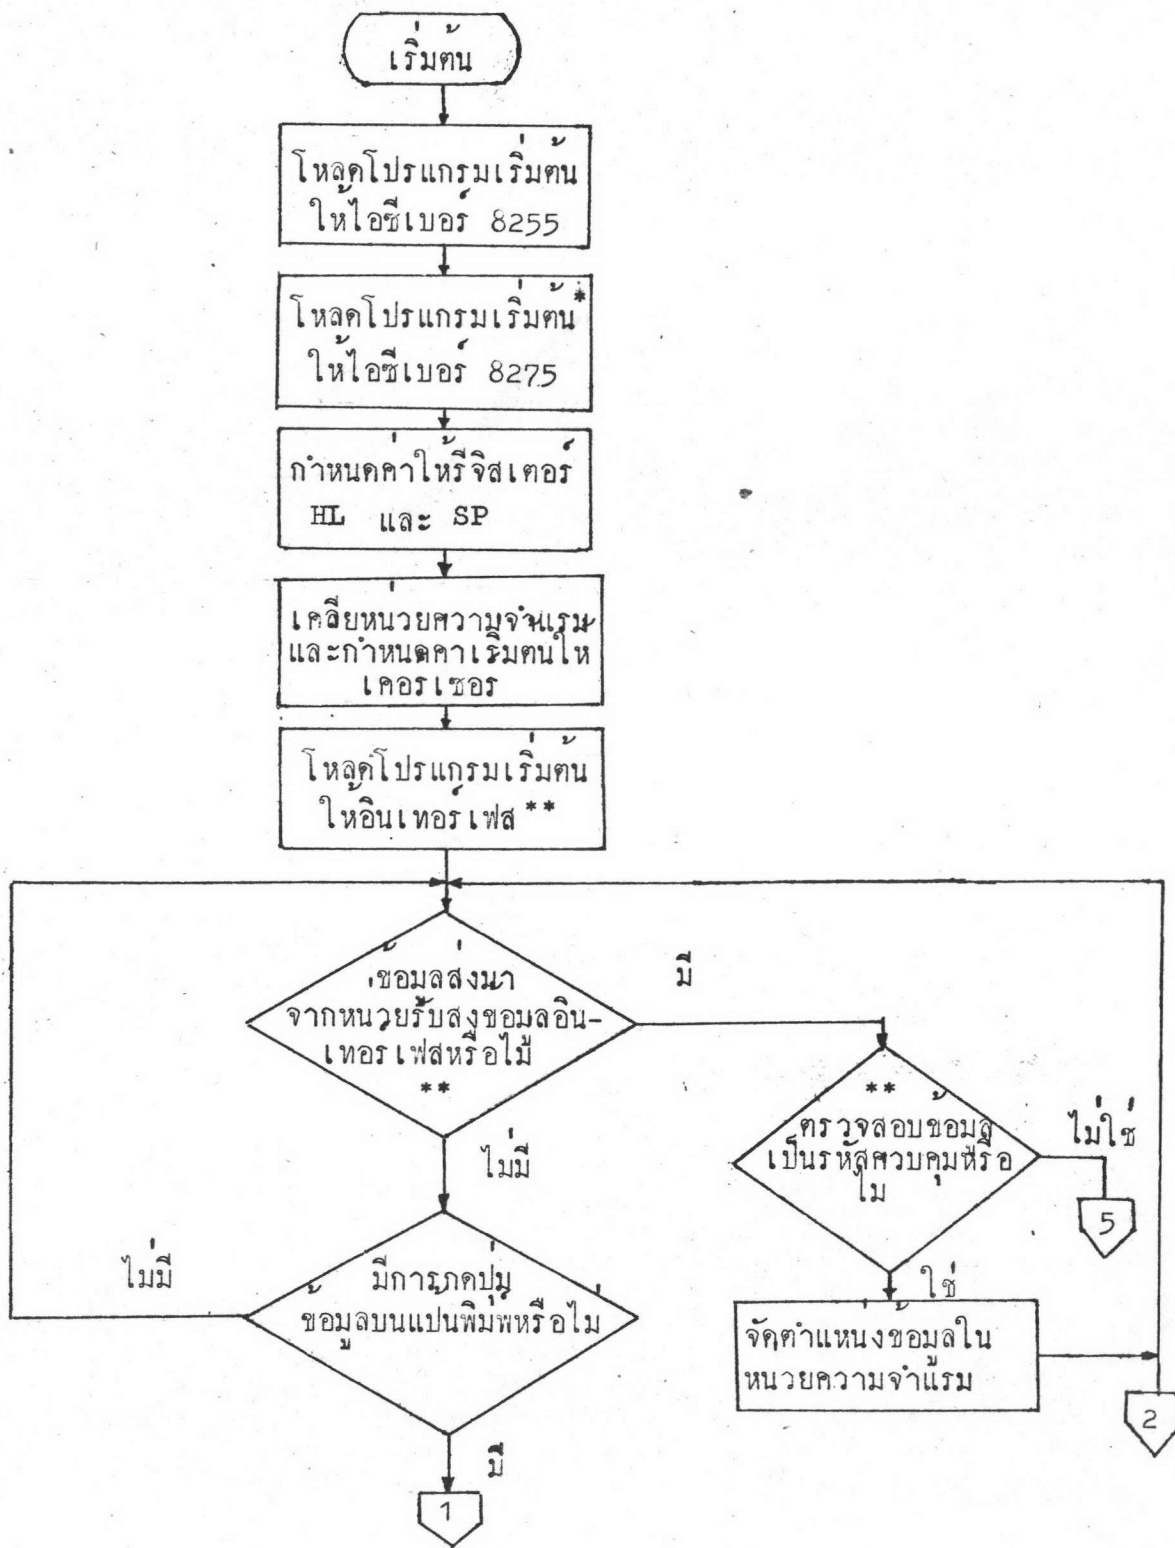 เริ่มต้น
โหลดโปรแกรมเริ่มต้น
ให้ไอซีเบอร์ 8255
โหลดโปรแกรมเริ่มต้น*
ให้ไอซีเบอร์ 8275
กำหนดค่าให้รีจิสเตอร์
HL และ SP
เคลียหน่วยความจำแรม
และกำหนดคาเริ่มตนให
เคอรเซอร
โหลดโปรแกรมเริ่มต้น
ให้อินเทอร์เฟส **
ข้อมูลส่งมา
จากหนวยรับสงขอมูลอิน-
เทอรเฟสหรือไม่
**
มี
ไม่มี
**
ตรวจสอบข้อมูล
เป็นรหัสควบคุมหรือ
ไม
ไม่ใช่
5
ใช่
จัดตำแหน่งข้อมูลใน
หนวยความจำแรม
2
ไม่มี
มีการกดปุ่ม
ข้อมูลบนแป้นพิมพ์หรือไม่
มี
1